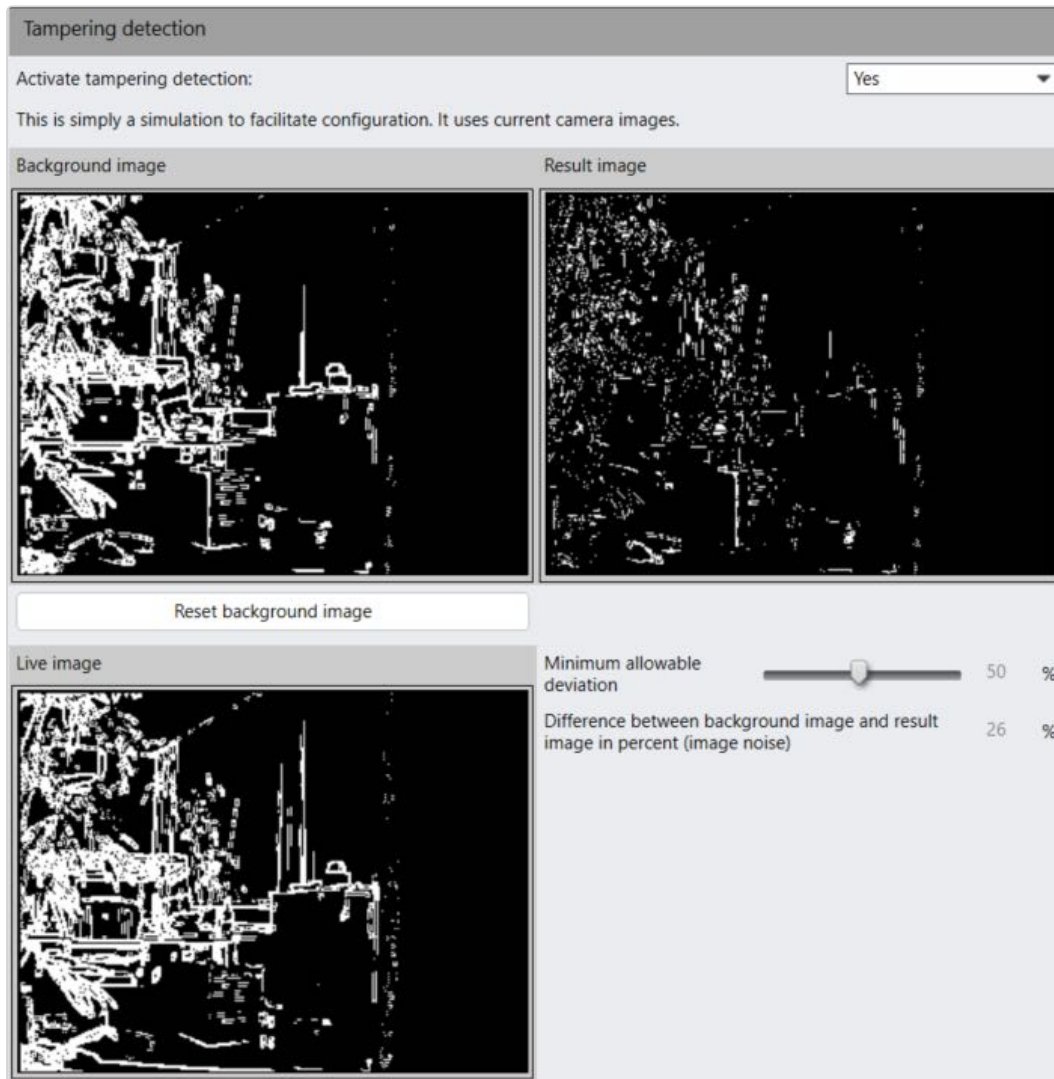 Tampering detection
Activate tampering detection:
Yes
This is simply a simulation to facilitate configuration. It uses current camera images.
Background image
Result image
Reset background image
Live image
Minimum allowable
deviation
50
%
Difference between background image and result
image in percent (image noise)
26
%